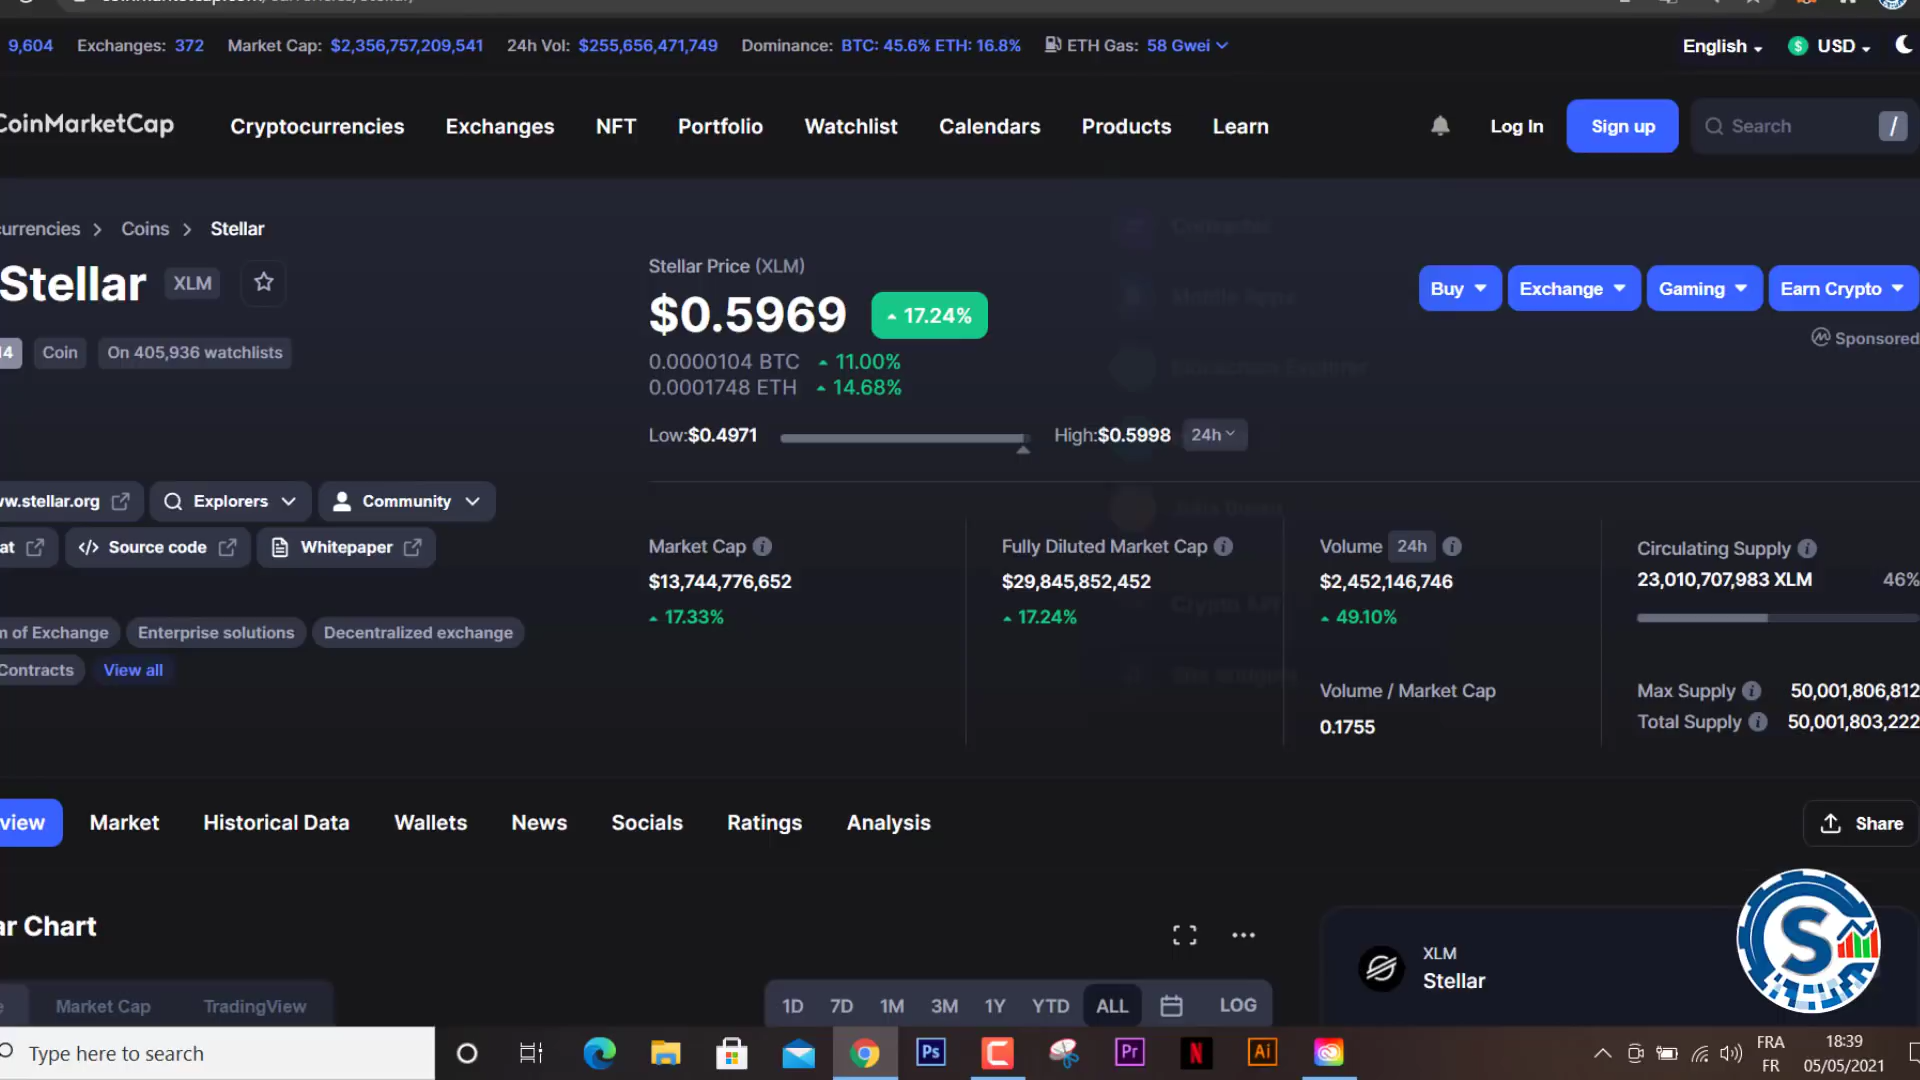 9,604 Exchanges: 372 Market Cap: $2,356,757,209,541 24h Vol: $255,656,471,749 Dominance: BTC: 45.6% ETH: 16.8% ETH Gas: 58 Gwei English USD
CoinMarketCap Cryptocurrencies Exchanges NFT Portfolio Watchlist Calendars Products Learn Log In Sign up Search /
urrencies > Coins > Stellar
Stellar XLM
Stellar Price (XLM)
$0.5969 17.24%
Buy Exchange Gaming Earn Crypto
Sponsored
14 Coin On 405,936 watchlists
0.0000104 BTC 11.00%
0.0001748 ETH 14.68%
Low:$0.4971 High:$0.5998 24h
ww.stellar.org Explorers Community
at Source code Whitepaper
Market Cap Fully Diluted Market Cap Volume 24h Circulating Supply
$13,744,776,652 $29,845,852,452 $2,452,146,746 23,010,707,983 XLM 46%
17.33% 17.24% 49.10%
m of Exchange Enterprise solutions Decentralized exchange
Contracts View all
Volume / Market Cap
0.1755
Max Supply 50,001,806,812
Total Supply 50,001,803,222
view Market Historical Data Wallets News Socials Ratings Analysis Share
ar Chart
XLM
Stellar
e Market Cap TradingView 1D 7D 1M 3M 1Y YTD ALL LOG
Type here to search Ps Pr N Ai FRA 18:39
FR 05/05/2021